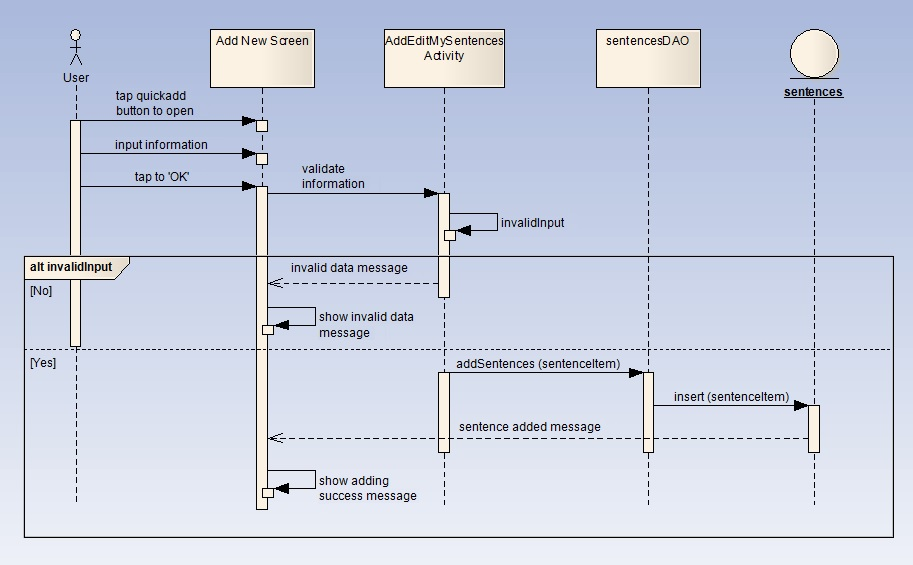 Add New Screen
AddEditMySentences
Activity
sentencesDAO
User
sentences
tap quickadd
button to open
input information
tap to 'OK'
validate
information
invalidInput
alt invalidInput
[No]
invalid data message
show invalid data
message
[Yes]
addSentences (sentenceItem)
insert (sentenceItem)
sentence added message
show adding
success message